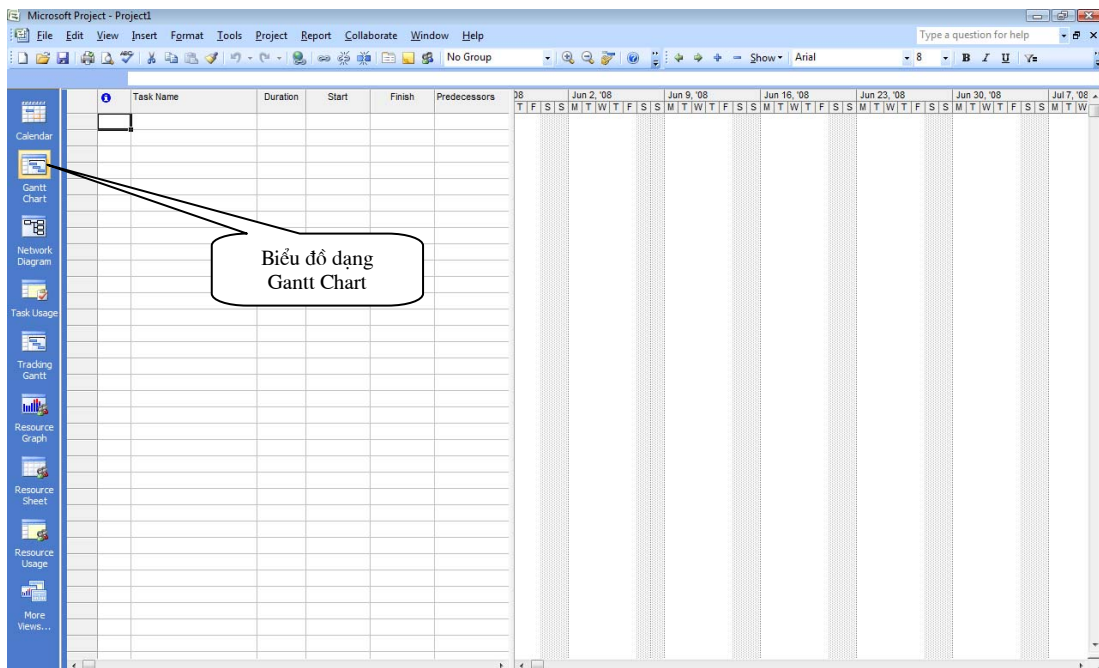 Microsoft Project - Project1
File Edit View Insert Format Tools Project Report Collaborate Window Help
Type a question for help
No Group
Show
Arial
8
B I U
Task Name Duration Start Finish Predecessors
08 Jun 2, '08 Jun 9, '08 Jun 16, '08 Jun 23, '08 Jun 30, '08 Jul 7, '08
T F S S M T W T F S S M T W T F S S M T W T F S S M T W T F S S M T W T F S S M T W
Calendar
Gantt
Chart
Network
Diagram
Task Usage
Tracking
Gantt
Resource
Graph
Resource
Sheet
Resource
Usage
More
Views...
Biểu đồ dạng
Gantt Chart